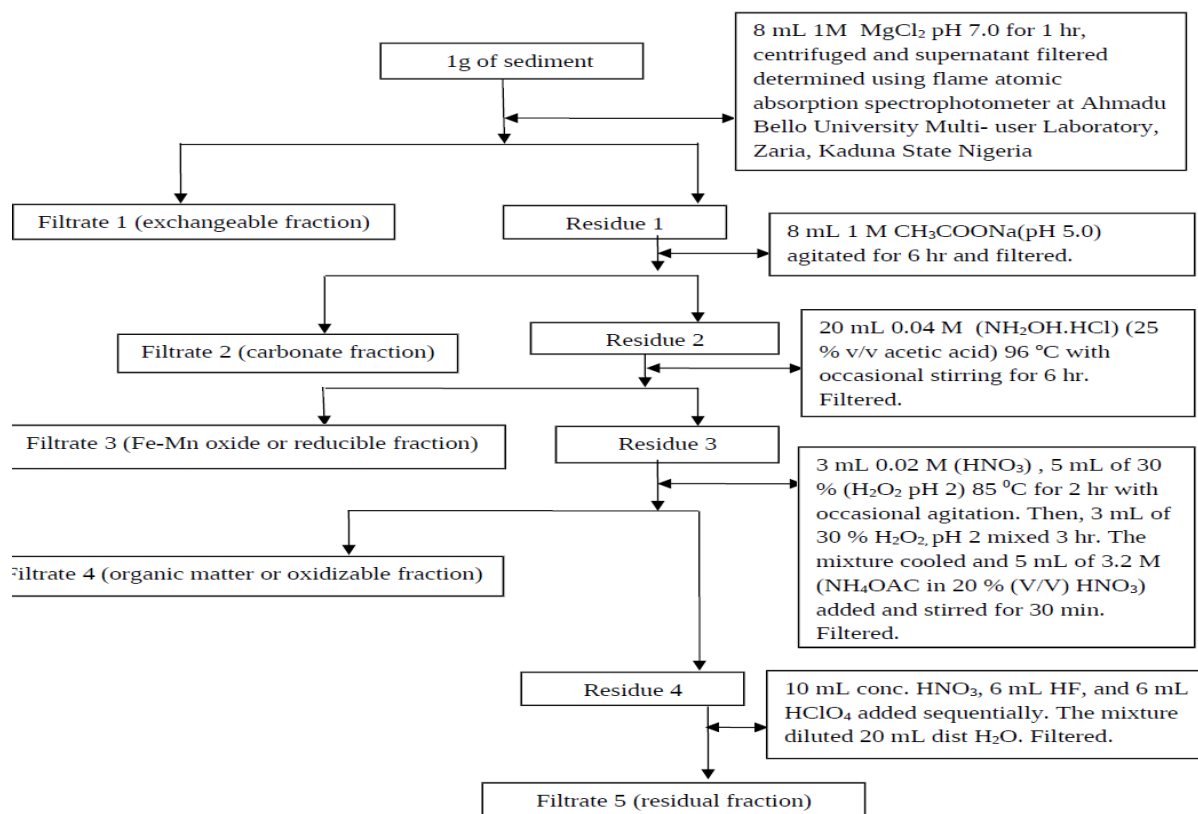 1g of sediment
8 mL 1M  MgCl₂ pH 7.0 for 1 hr,
centrifuged and supernatant filtered
determined using flame atomic
absorption spectrophotometer at Ahmadu
Bello University Multi- user Laboratory,
Zaria, Kaduna State Nigeria
Filtrate 1 (exchangeable fraction)
Residue 1
8 mL 1 M CH₃COONa(pH 5.0)
agitated for 6 hr and filtered.
Filtrate 2 (carbonate fraction)
Residue 2
20 mL 0.04 M  (NH₂OH.HCl) (25
% v/v acetic acid) 96 °C with
occasional stirring for 6 hr.
Filtered.
Filtrate 3 (Fe-Mn oxide or reducible fraction)
Residue 3
3 mL 0.02 M (HNO₃) , 5 mL of 30
% (H₂O₂ pH 2) 85 ⁰C for 2 hr with
occasional agitation. Then, 3 mL of
30 % H₂O₂, pH 2 mixed 3 hr. The
mixture cooled and 5 mL of 3.2 M
(NH₄OAC in 20 % (V/V) HNO₃)
added and stirred for 30 min.
Filtered.
Filtrate 4 (organic matter or oxidizable fraction)
Residue 4
10 mL conc. HNO₃, 6 mL HF, and 6 mL
HClO₄ added sequentially. The mixture
diluted 20 mL dist H₂O. Filtered.
Filtrate 5 (residual fraction)